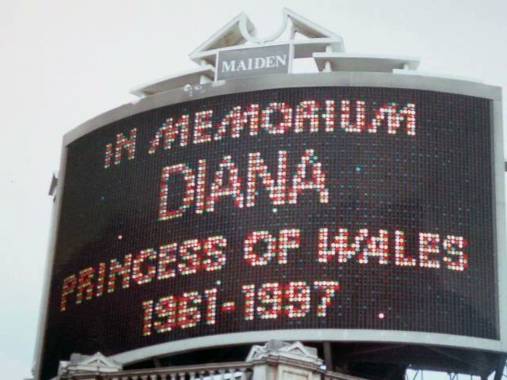 MAIDEN
IN MEMORIUM
DIANA
PRINCESS OF WALES
1961-1997